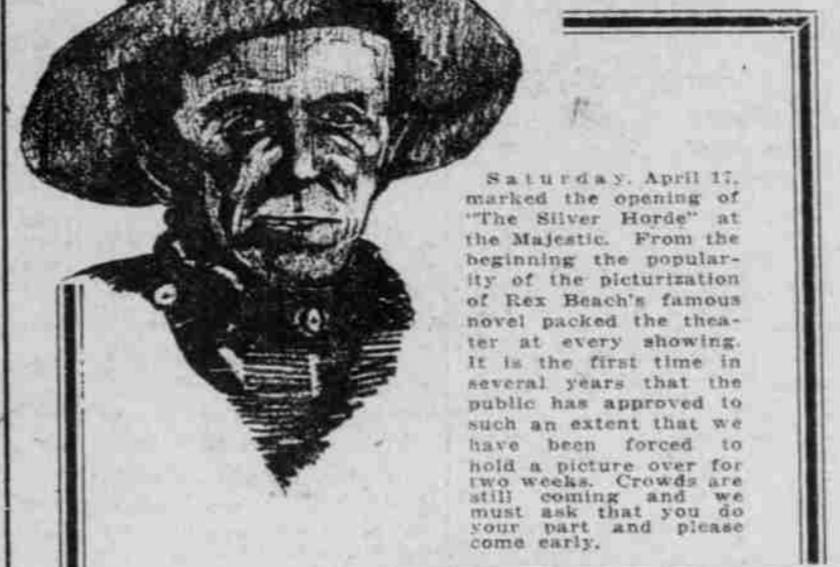 Saturday, April 17,
marked the opening of
"The Silver Horde" at
the Majestic. From the
beginning the popular-
ity of the picturization
of Rex Beach's famous
novel packed the thea-
ter at every showing.
It is the first time in
several years that the
public has approved to
such an extent that we
have been forced to
hold a picture over for
two weeks. Crowds are
still coming and we
must ask that you do
your part and please
come early.